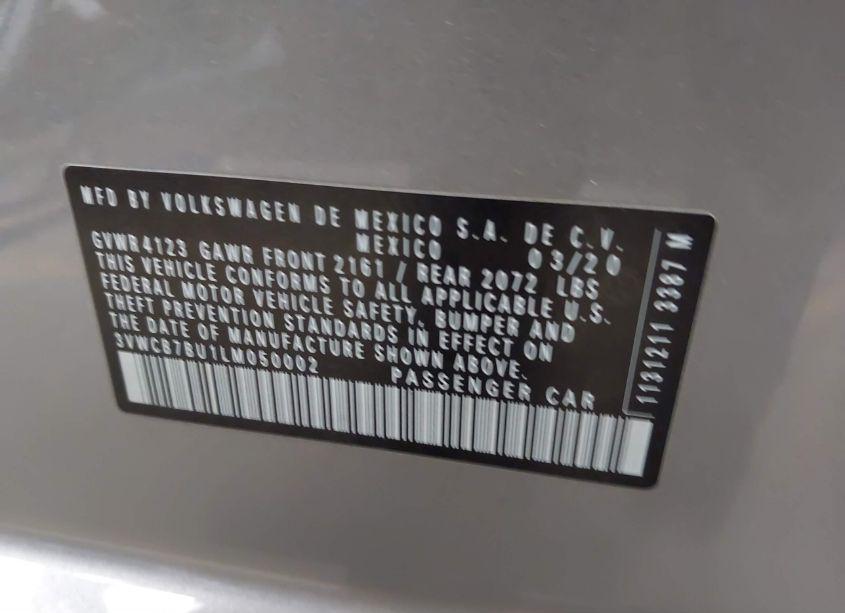 MFD BY VOLKSWAGEN DE MEXICO S.A. DE C.V.
MEXICO 03/20
GVWR4123 GAWR FRONT 2161 / REAR 2072 LBS
THIS VEHICLE CONFORMS TO ALL APPLICABLE U.S.
FEDERAL MOTOR VEHICLE SAFETY, BUMPER AND
THEFT PREVENTION STANDARDS IN EFFECT ON
THE DATE OF MANUFACTURE SHOWN ABOVE.
3VWCB7BU1LM050002 PASSENGER CAR
1131211 3387 M